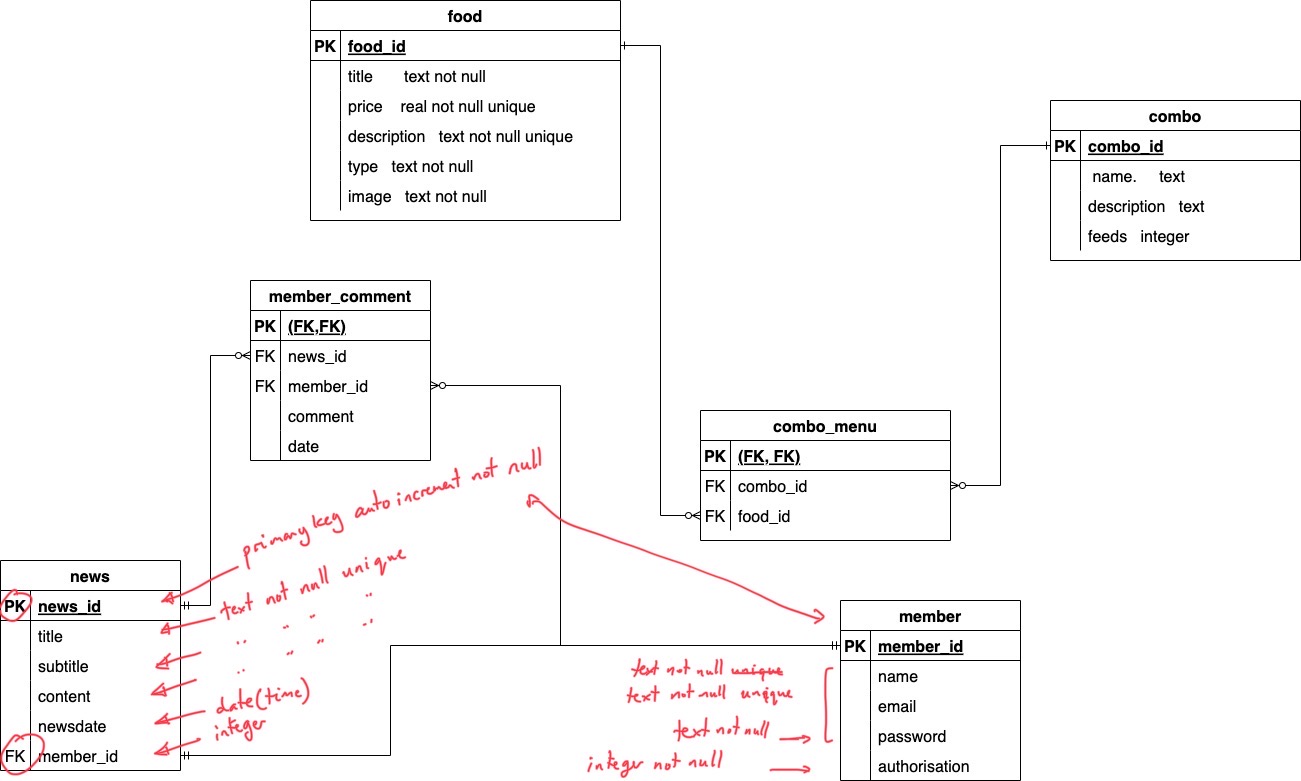 food
PK food_id
title text not null
price real not null unique
description text not null unique
type text not null
image text not null
combo
PK combo_id
name. text
description text
feeds integer
member_comment
PK (FK,FK)
FK news_id
FK member_id
comment
date
combo_menu
PK (FK, FK)
FK combo_id
FK food_id
primary key auto increment not null
text not null unique
" " " "
" " " "
date(time)
integer
news
PK news_id
title
subtitle
content
newsdate
FK member_id
member
PK member_id
name
email
password
authorisation
text not null unique
text not null unique
text not null
integer not null